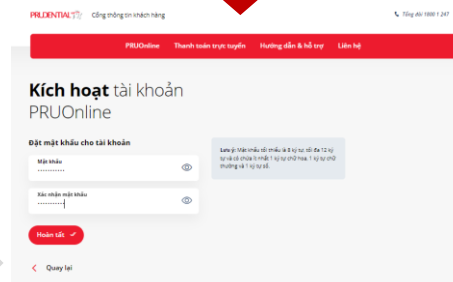 PRUDENTIAL Cổng thông tin khách hàng
Tổng đài 1800 1 247
PRUOnline Thanh toán trực tuyến Hướng dẫn & hỗ trợ Liên hệ
Kích hoạt tài khoản
PRUOnline
Đặt mật khẩu cho tài khoản
Mật khẩu
Lưu ý: Mật khẩu tối thiểu là 8 ký tự, tối đa 12 ký
tự và có chứa ít nhất 1 ký tự chữ hoa, 1 ký tự chữ
thường và 1 ký tự số.
Xác nhận mật khẩu
Hoàn tất
Quay lại